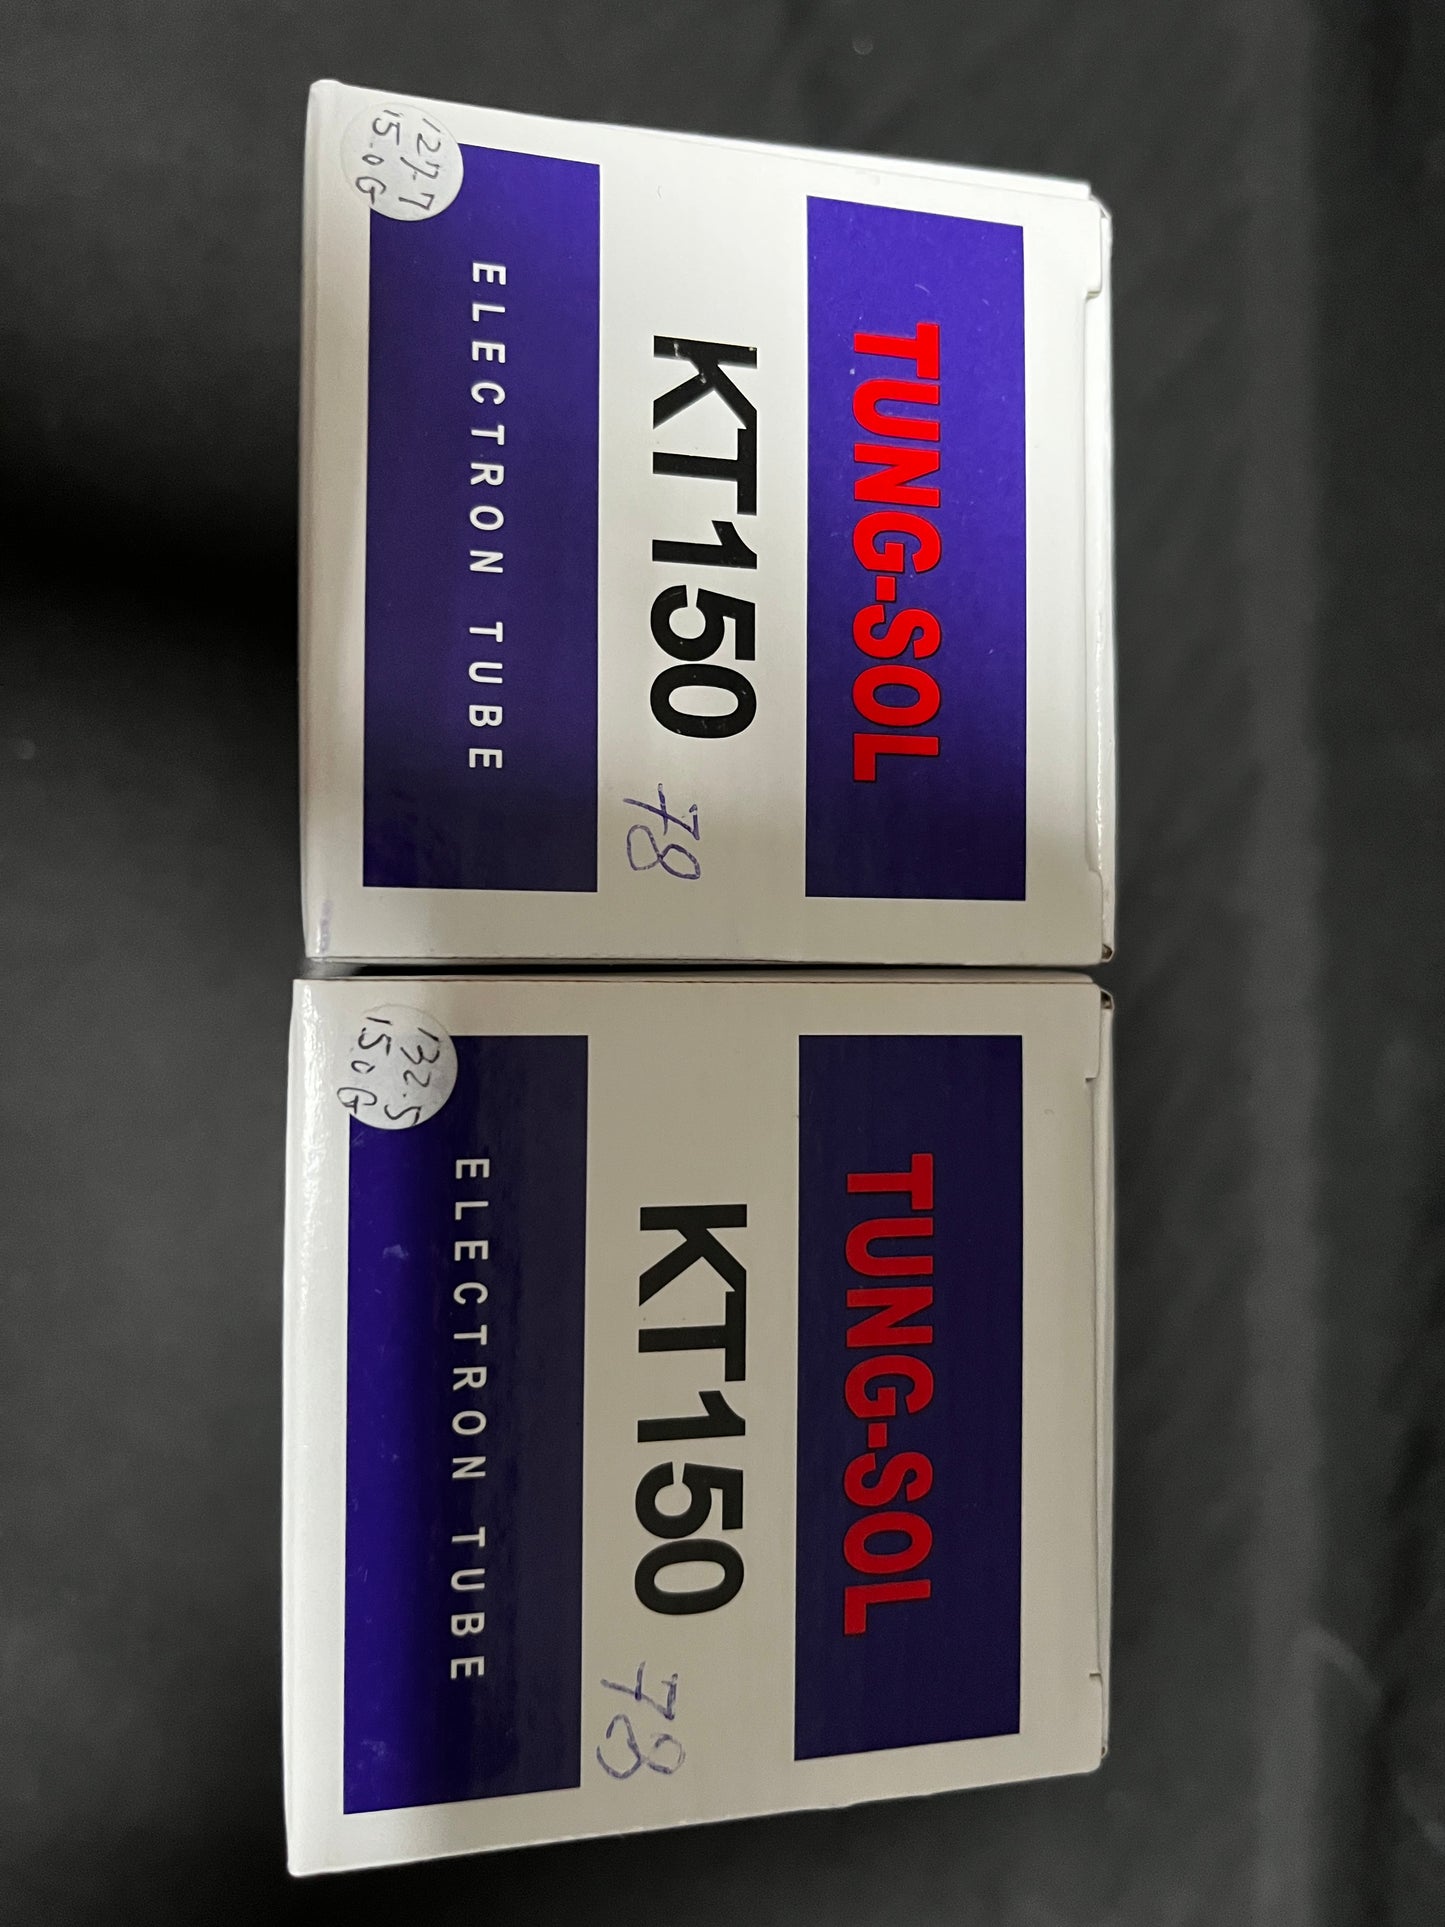 TUNG-SOL
KT150 78
ELECTRON TUBE
127.7
15.0G
TUNG-SOL
KT150 78
ELECTRON TUBE
132.5
15.0G